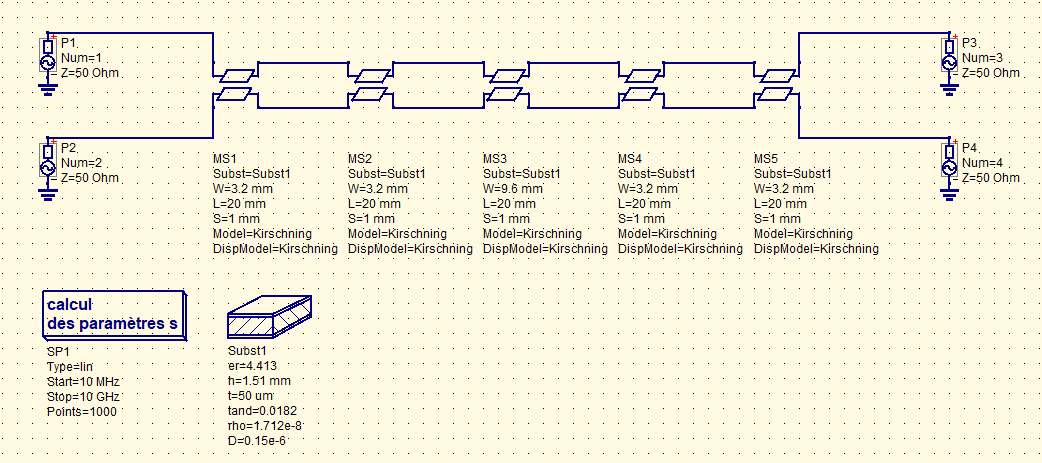 P1
Num=1
Z=50 Ohm
P3
Num=3
Z=50 Ohm
P2
Num=2
Z=50 Ohm
P4
Num=4
Z=50 Ohm
MS1
Subst=Subst1
W=3.2 mm
L=20 mm
S=1 mm
Model=Kirschning
DispModel=Kirschning
MS2
Subst=Subst1
W=3.2 mm
L=20 mm
S=1 mm
Model=Kirschning
DispModel=Kirschning
MS3
Subst=Subst1
W=9.6 mm
L=20 mm
S=1 mm
Model=Kirschning
DispModel=Kirschning
MS4
Subst=Subst1
W=3.2 mm
L=20 mm
S=1 mm
Model=Kirschning
DispModel=Kirschning
MS5
Subst=Subst1
W=3.2 mm
L=20 mm
S=1 mm
Model=Kirschning
DispModel=Kirschning
calcul
des paramètres s
SP1
Type=lin
Start=10 MHz
Stop=10 GHz
Points=1000
Subst1
er=4.413
h=1.51 mm
t=50 um
tand=0.0182
rho=1.712e-8
D=0.15e-6